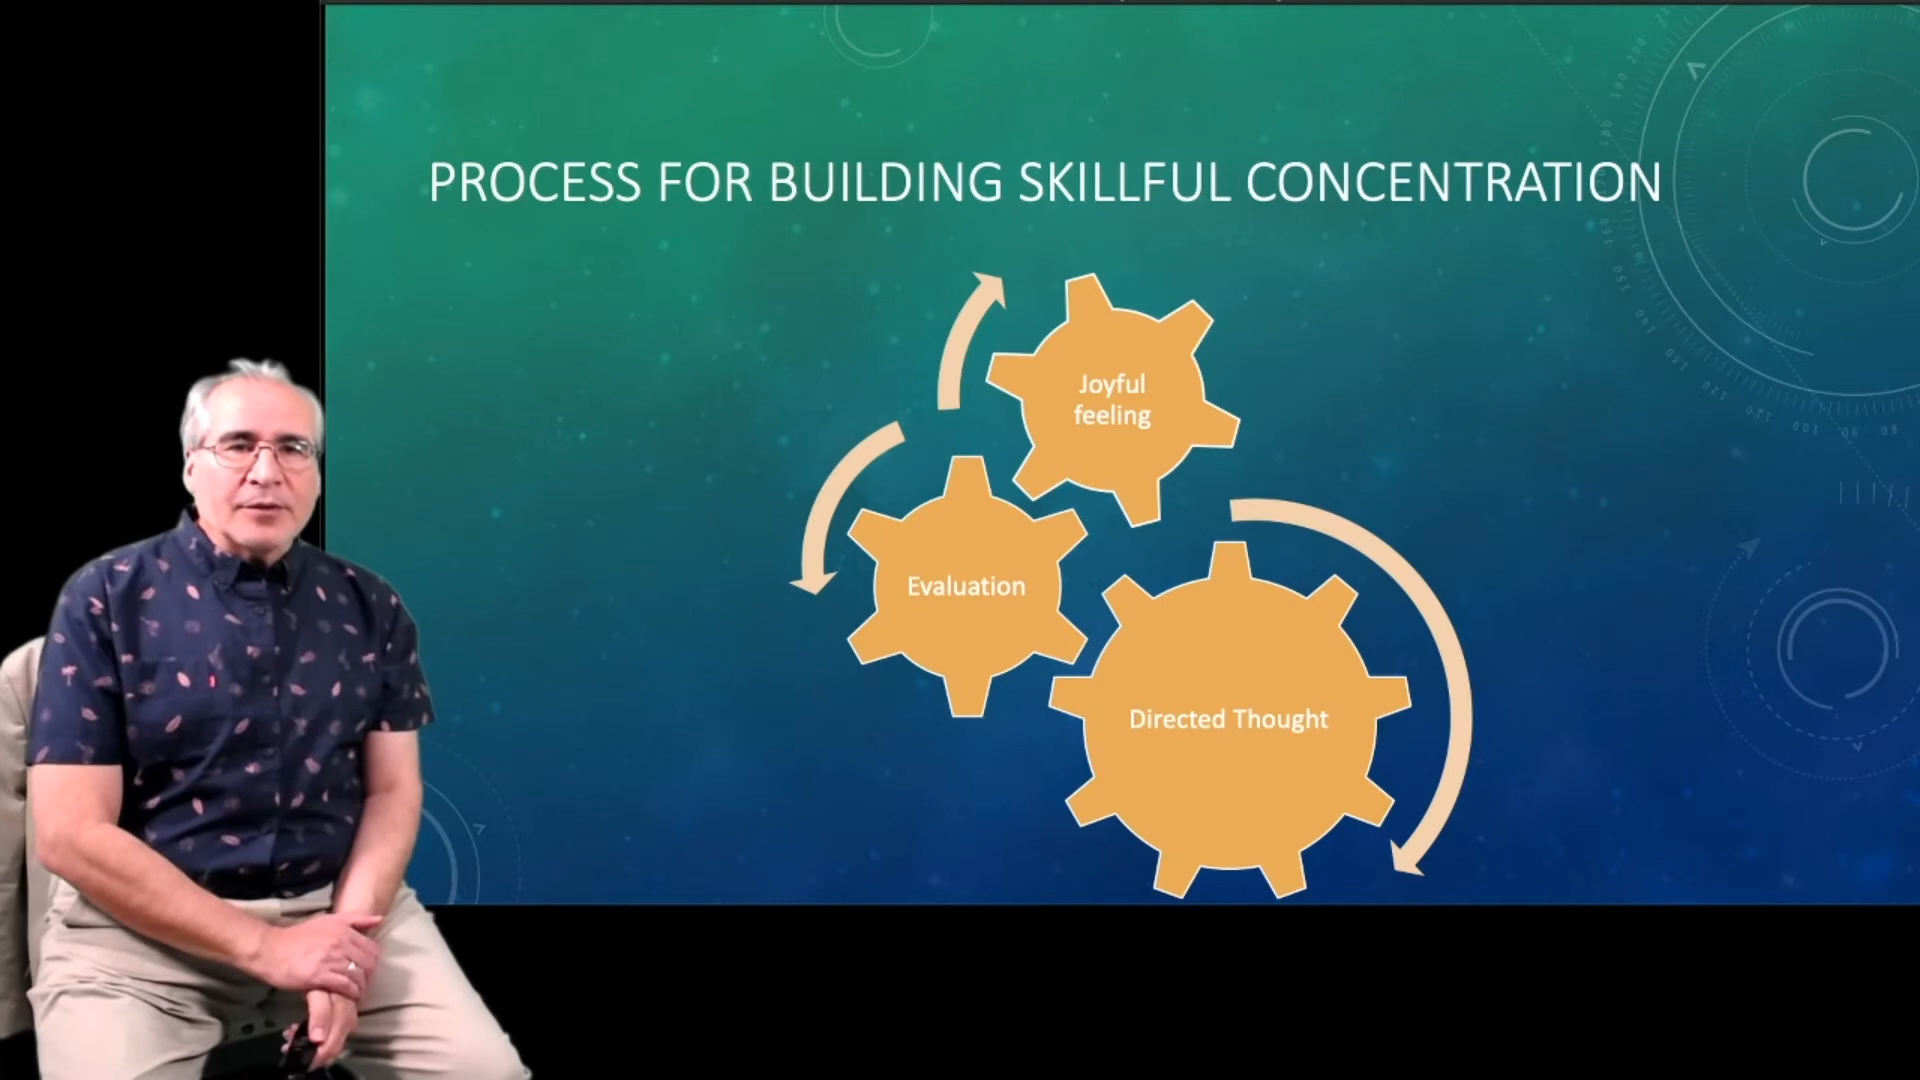 PROCESS FOR BUILDING SKILLFUL CONCENTRATION
Joyful
feeling
Evaluation
Directed Thought